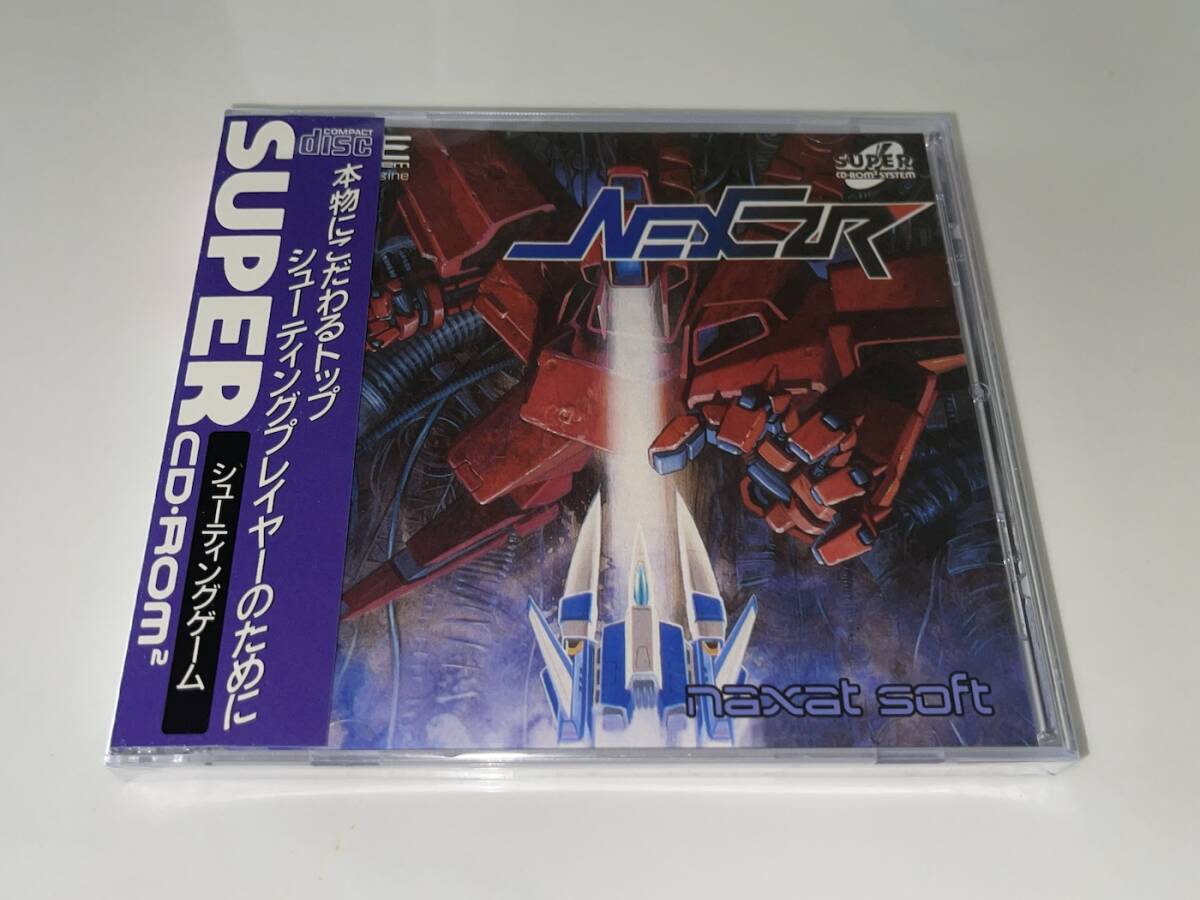 COMPACT
disc
SUPER
CD-ROM²
シューティングゲーム
本物にこだわるトップ
シューティングプレイヤーのために
SUPER
CD-ROM² SYSTEM
NEXZR
naxat soft